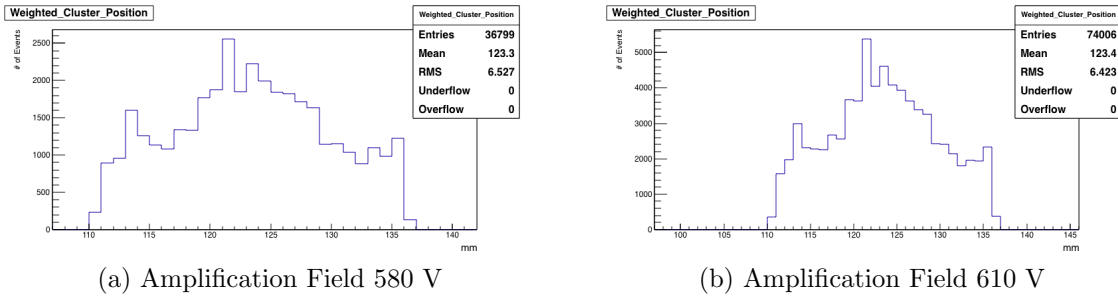 Weighted_Cluster_Position
Weighted_Cluster_Position
Entries 36799
Mean 123.3
RMS 6.527
Underflow 0
Overflow 0
# of Events
2500
2000
1500
1000
500
0
110 115 120 125 130 135 140
mm
(a) Amplification Field 580 V
Weighted_Cluster_Position
Weighted_Cluster_Position
Entries 74006
Mean 123.4
RMS 6.423
Underflow 0
Overflow 0
# of Events
5000
4000
3000
2000
1000
0
100 105 110 115 120 125 130 135 140 145
mm
(b) Amplification Field 610 V